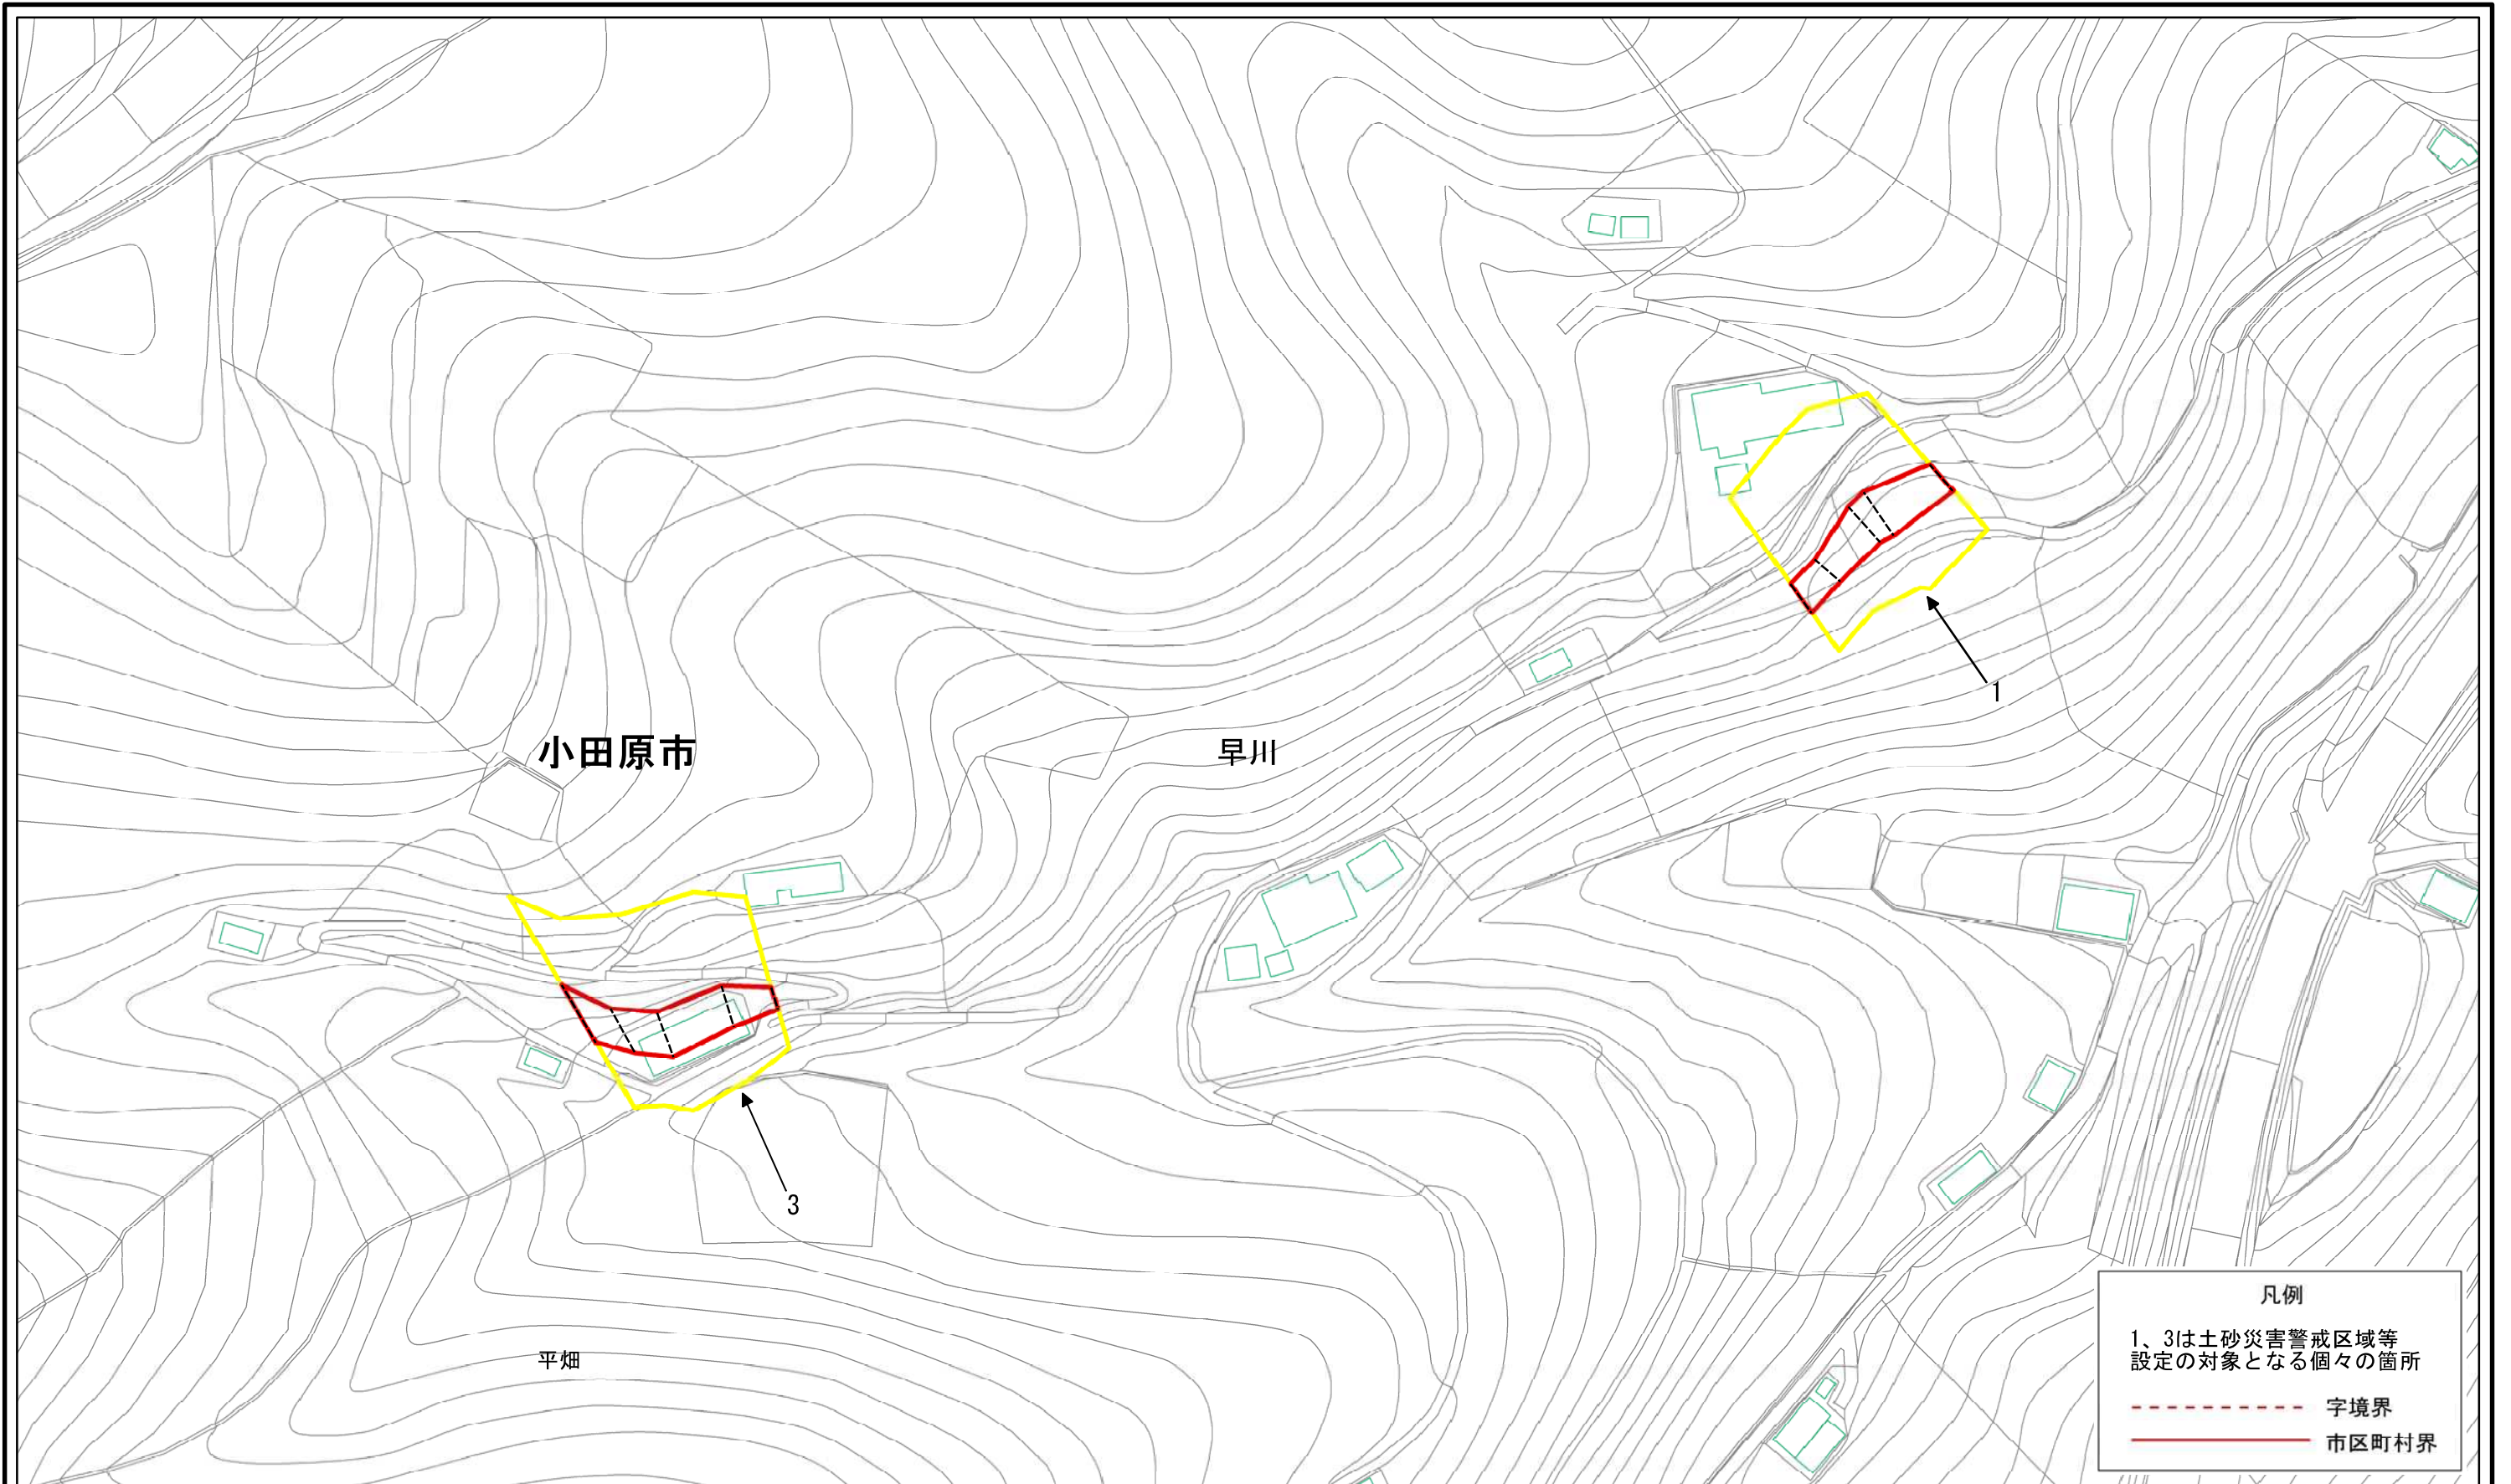 1
小田原市
早川
3
平畑
凡例
1、3は土砂災害警戒区域等
設定の対象となる個々の箇所
字境界
市区町村界